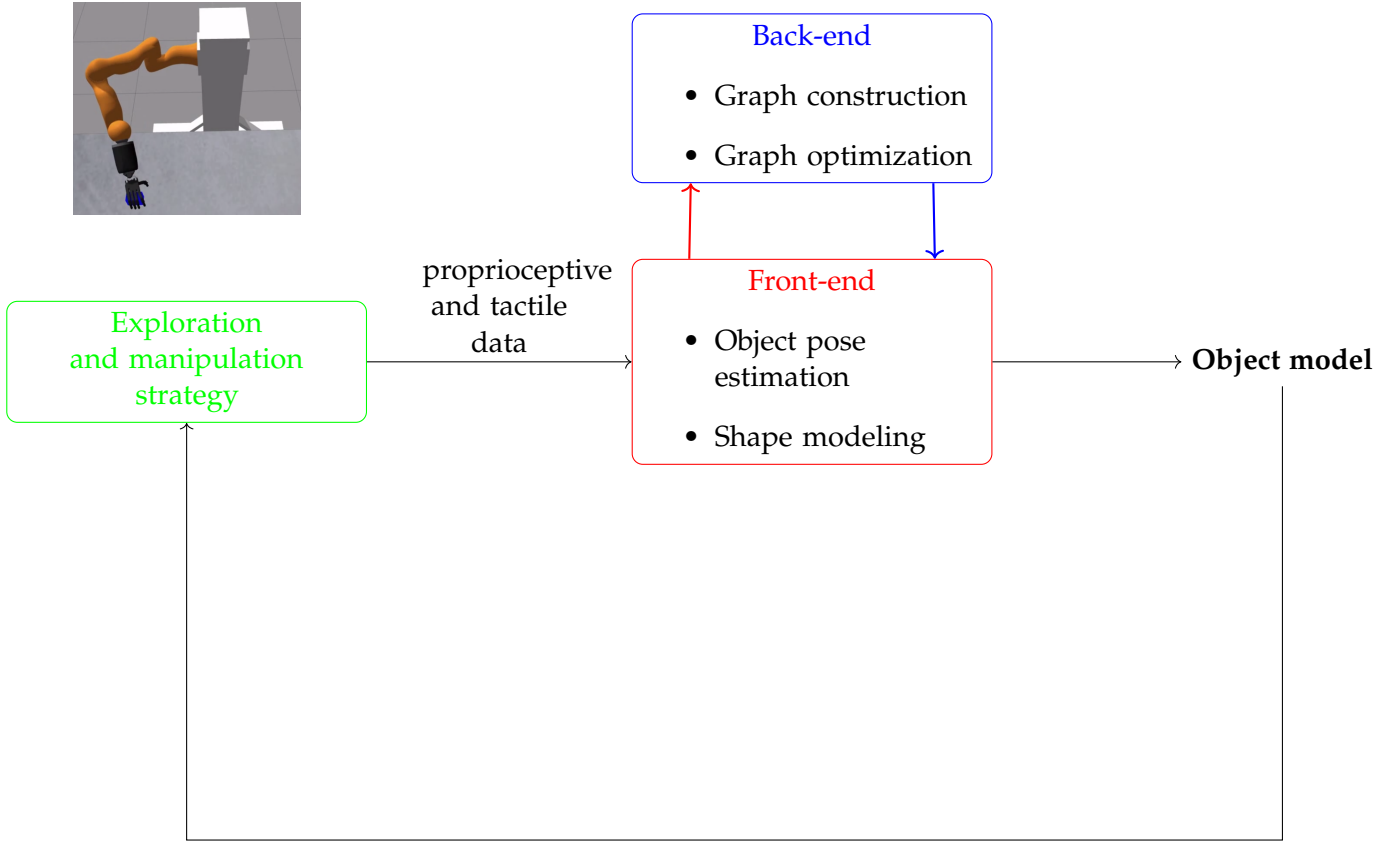 Back-end
• Graph construction
• Graph optimization
proprioceptive
and tactile
data
Exploration
and manipulation
strategy
Front-end
• Object pose
estimation
• Shape modeling
Object model